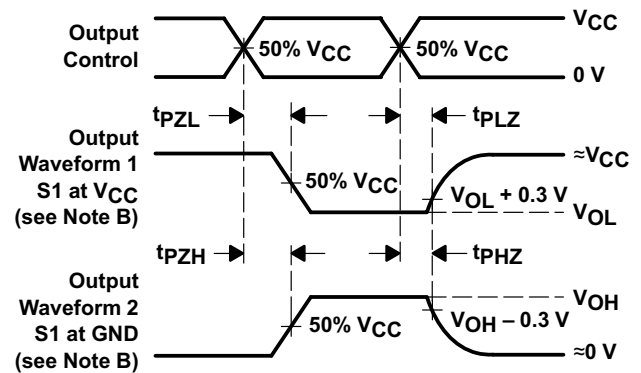 Output
Control
50% VCC
50% VCC
VCC
0 V
tPZL
tPLZ
Output
Waveform 1
S1 at VCC
(see Note B)
50% VCC
≈VCC
VOL + 0.3 V
VOL
tPZH
tPHZ
Output
Waveform 2
S1 at GND
(see Note B)
50% VCC
VOH
VOH – 0.3 V
≈0 V